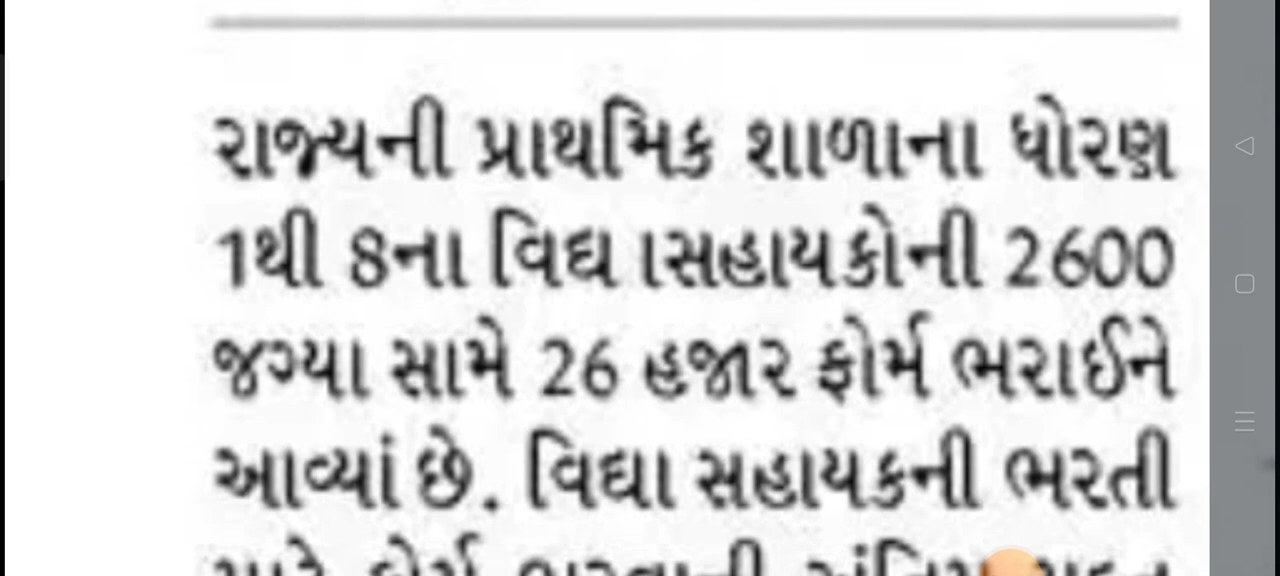 રાજ્યની પ્રાથમિક શાળાના ધોરણ
1થી 8ના વિદ્ય ાસહાયકોની 2600
જગ્યા સામે 26 હજાર ફોર્મ ભરાઈને
આવ્યાં છે. વિદ્યા સહાયકની ભરતી